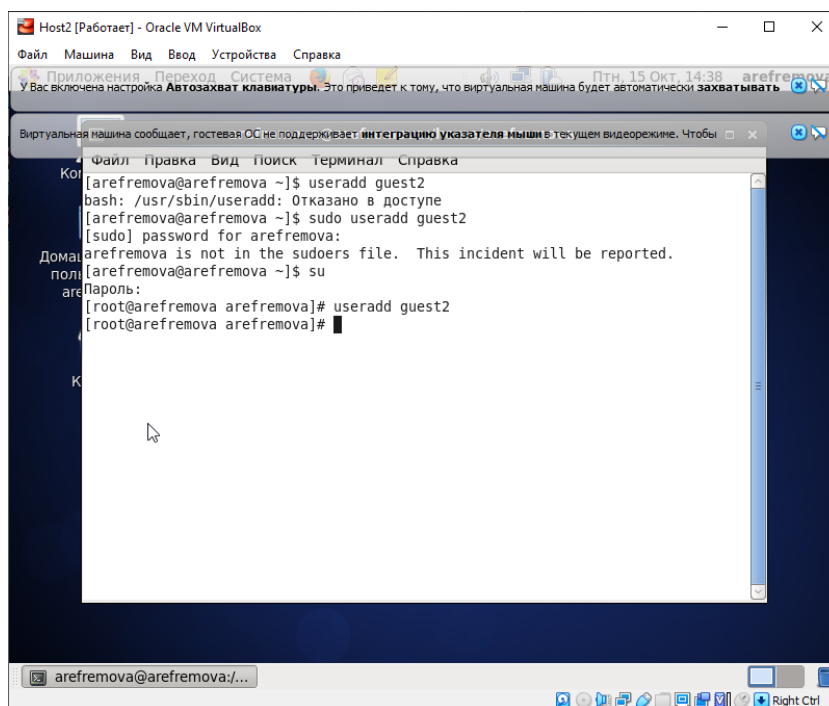 Host2 [Работает] - Oracle VM VirtualBox
Файл Машина Вид Ввод Устройства Справка
Приложения Переход Система Птн, 15 Окт, 14:38 arefremova
У Вас включена настройка Автозахват клавиатуры. Это приведет к тому, что виртуальная машина будет автоматически захватывать
Виртуальная машина сообщает, гостевая ОС не поддерживает интеграцию указателя мыши в текущем видеорежиме. Чтобы
Файл Правка Вид Поиск Терминал Справка
[arefremova@arefremova ~]$ useradd guest2
bash: /usr/sbin/useradd: Отказано в доступе
[arefremova@arefremova ~]$ sudo useradd guest2
[sudo] password for arefremova:
arefremova is not in the sudoers file.  This incident will be reported.
[arefremova@arefremova ~]$ su
Пароль:
[root@arefremova arefremova]# useradd guest2
[root@arefremova arefremova]#
Ко
Дома
пол
are
К
arefremova@arefremova:/...
Right Ctrl